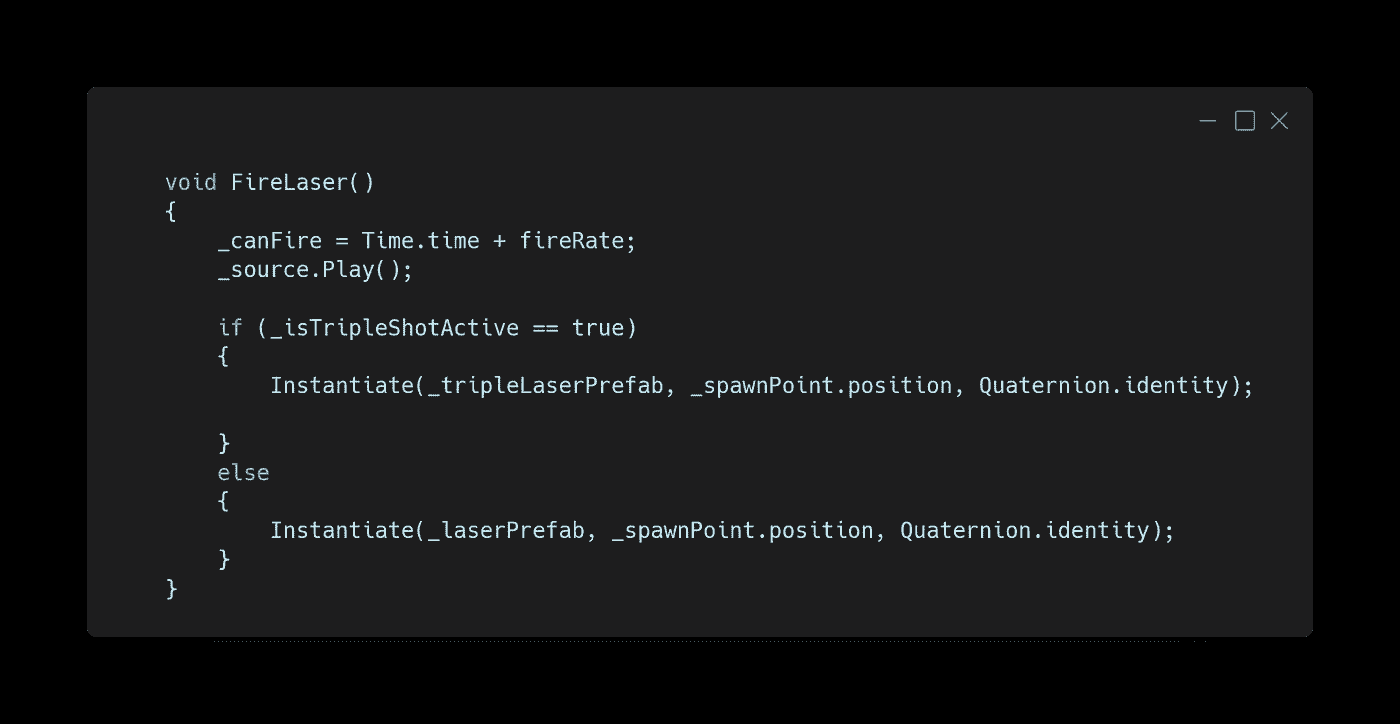 void FireLaser()
{
    _canFire = Time.time + fireRate;
    _source.Play();

    if (_isTripleShotActive == true)
    {
        Instantiate(_tripleLaserPrefab, _spawnPoint.position, Quaternion.identity);

    }
    else
    {
        Instantiate(_laserPrefab, _spawnPoint.position, Quaternion.identity);
    }
}